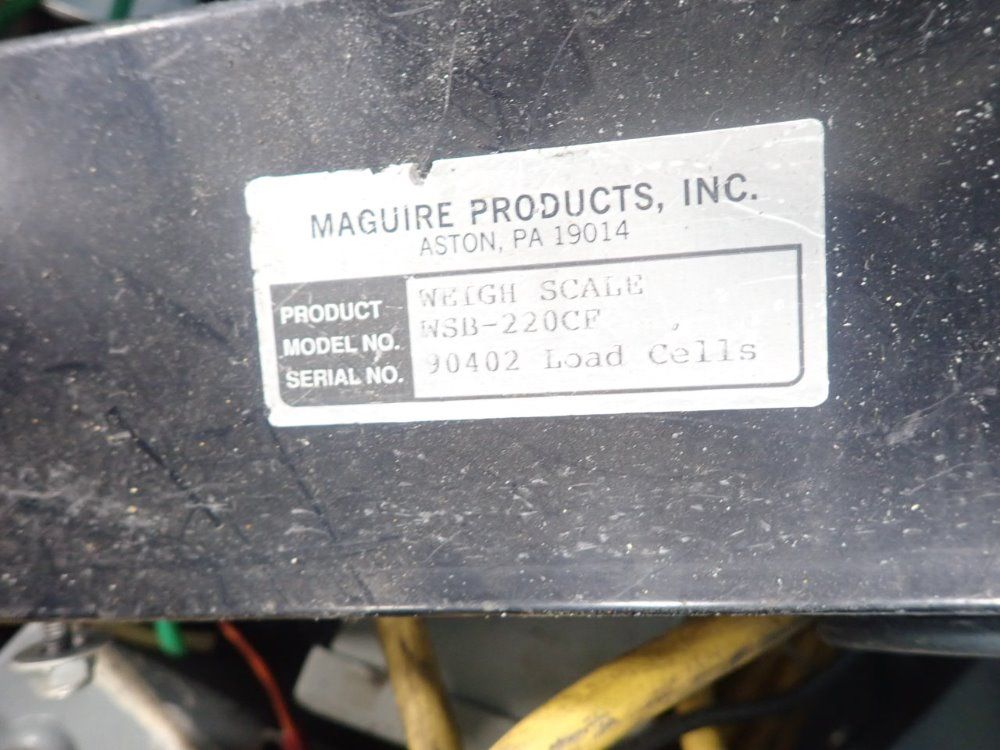 MAGUIRE PRODUCTS, INC.
ASTON, PA 19014
PRODUCT WEIGH SCALE
MODEL NO. WSB-220CF
SERIAL NO. 90402 Load Cells